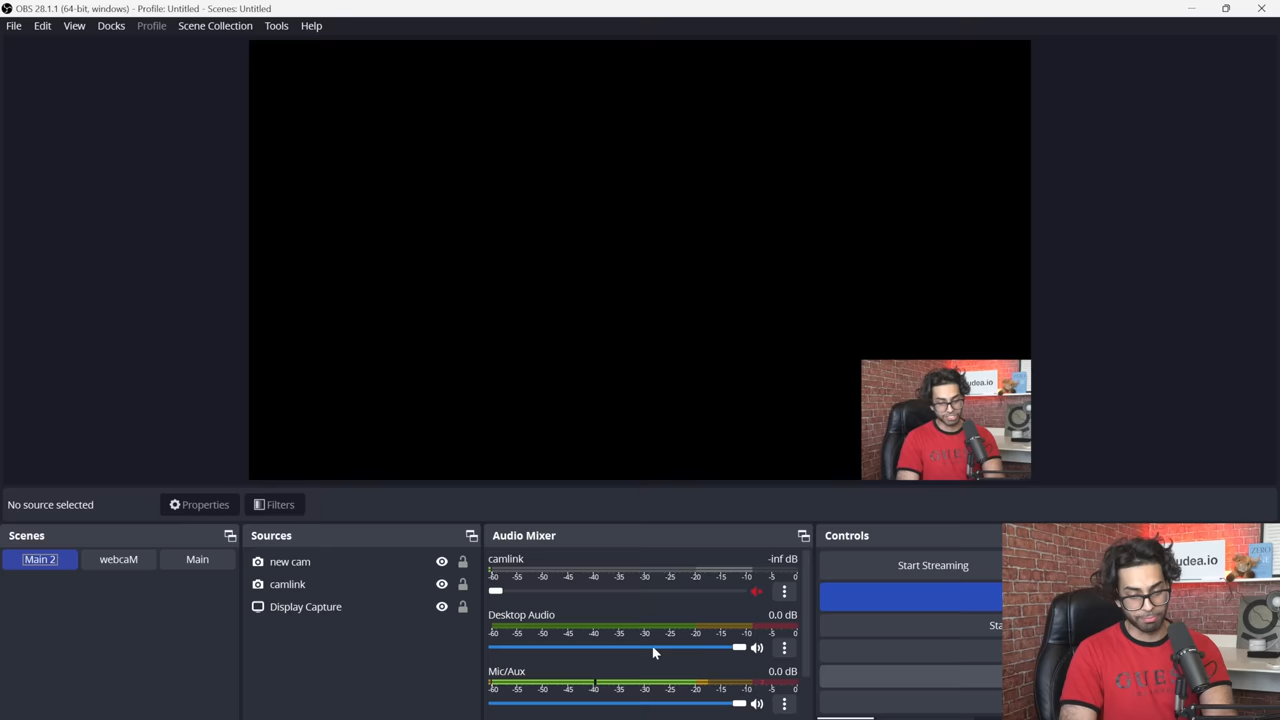 OBS 28.1.1 (64-bit, windows) - Profile: Untitled - Scenes: Untitled
File Edit View Docks Profile Scene Collection Tools Help
udea.io
No source selected Properties Filters
Scenes Sources Audio Mixer Controls
Main 2 webcaM Main
new cam
camlink
Display Capture
camlink -inf dB
-60 -55 -50 -45 -40 -35 -30 -25 -20 -15 -10 -5 0
Desktop Audio 0.0 dB
-60 -55 -50 -45 -40 -35 -30 -25 -20 -15 -10 -5 0
Mic/Aux 0.0 dB
-60 -55 -50 -45 -40 -35 -30 -25 -20 -15 -10 -5 0
Start Streaming
Sta
udea.io
ZERO
GUESS